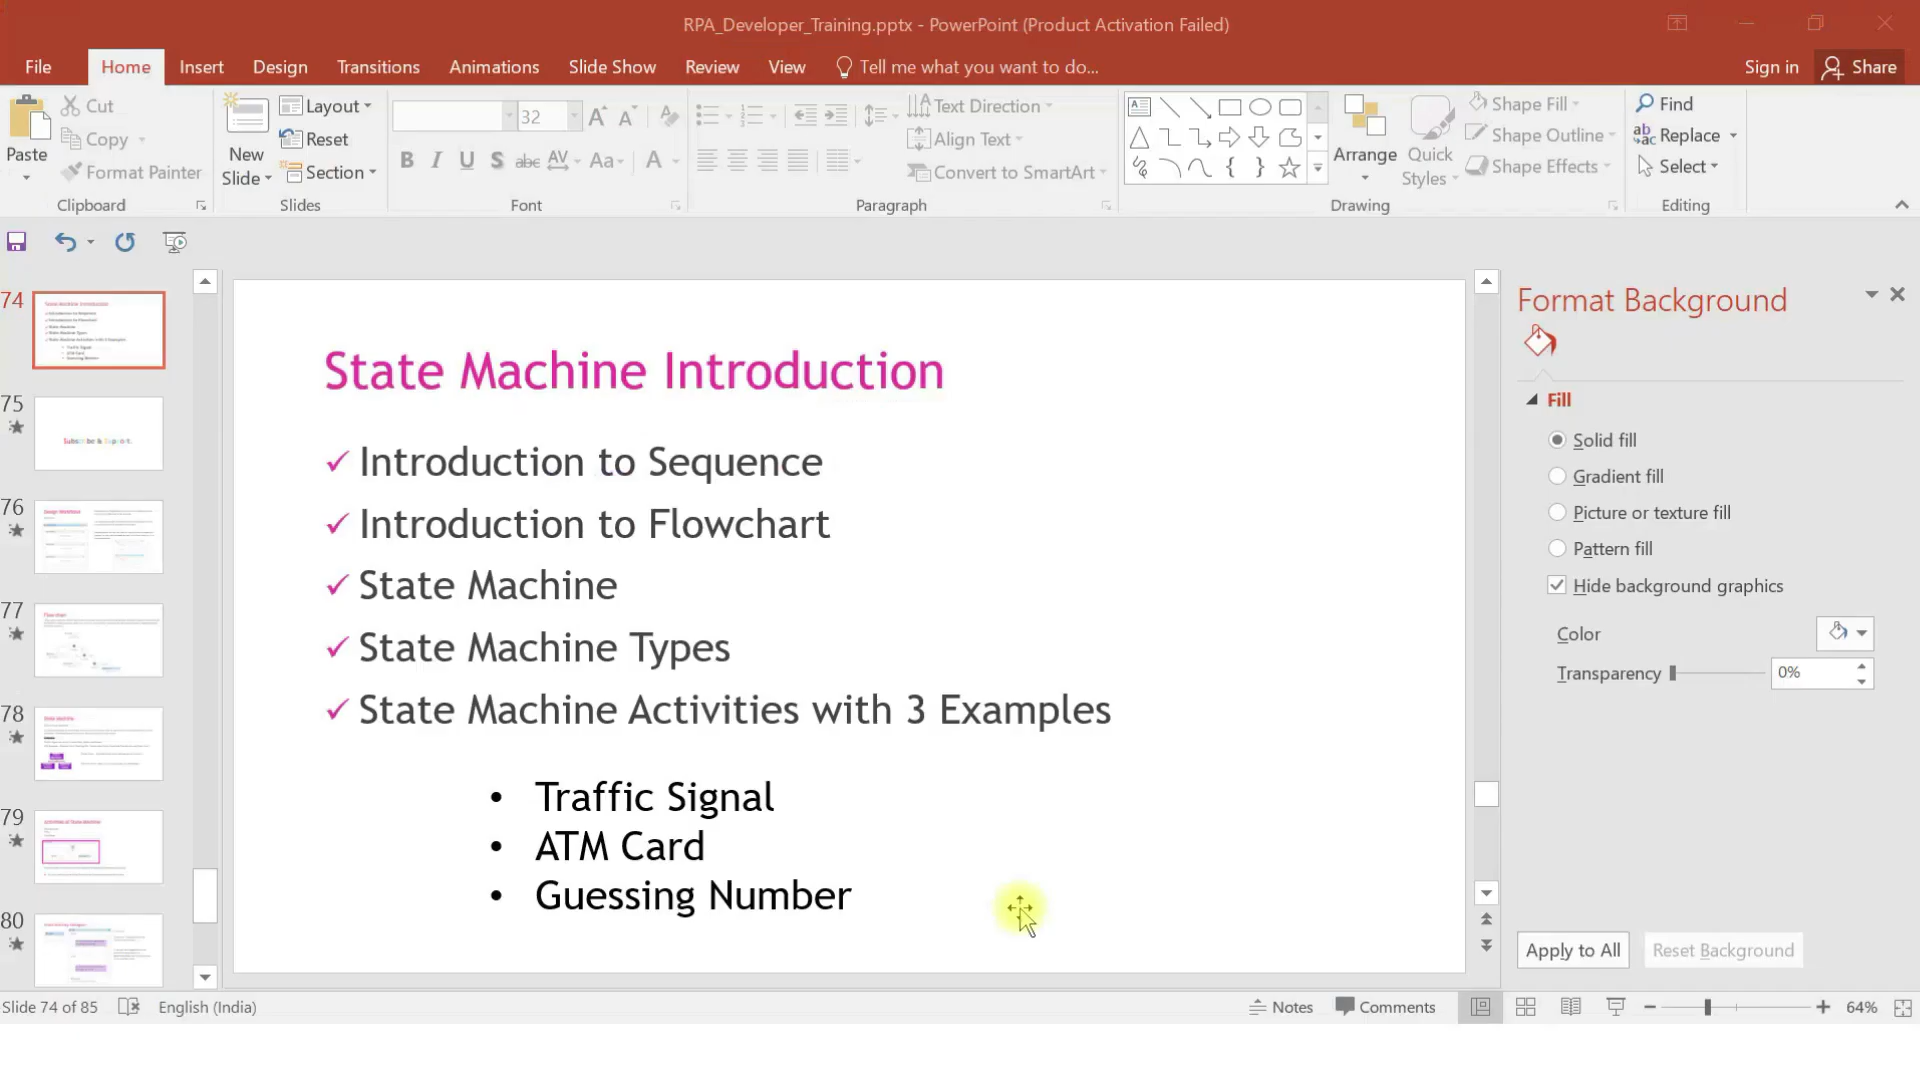 RPA_Developer_Training.pptx - PowerPoint (Product Activation Failed)
File Home Insert Design Transitions Animations Slide Show Review View Tell me what you want to do... Sign in Share
Cut
Copy
Format Painter
Paste
Clipboard
New Slide
Layout
Reset
Section
Slides
32
B I U S abc AV Aa A
Font
Text Direction
Align Text
Convert to SmartArt
Paragraph
Arrange
Quick Styles
Shape Fill
Shape Outline
Shape Effects
Drawing
Find
Replace
Select
Editing
74
75
Subscribe & Support
76
77
78
79
80
State Machine Introduction
✓ Introduction to Sequence
✓ Introduction to Flowchart
✓ State Machine
✓ State Machine Types
✓ State Machine Activities with 3 Examples
• Traffic Signal
• ATM Card
• Guessing Number
Format Background
Fill
Solid fill
Gradient fill
Picture or texture fill
Pattern fill
Hide background graphics
Color
Transparency 0%
Apply to All Reset Background
Slide 74 of 85 English (India) Notes Comments 64%